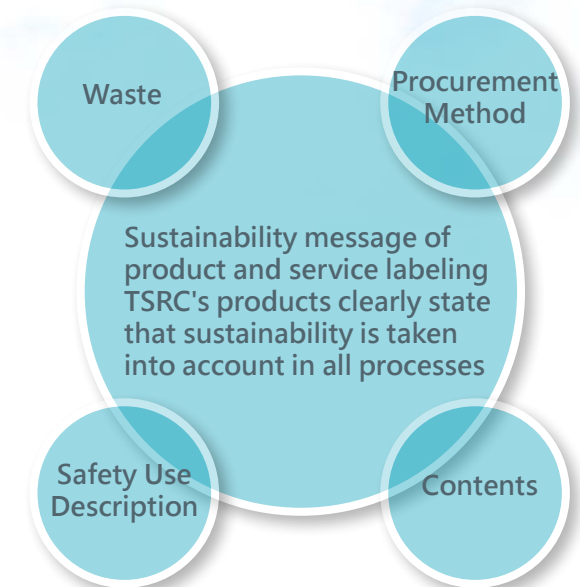 Waste
Procurement
Method
Sustainability message of
product and service labeling
TSRC's products clearly state
that sustainability is taken
into account in all processes
Safety Use
Description
Contents